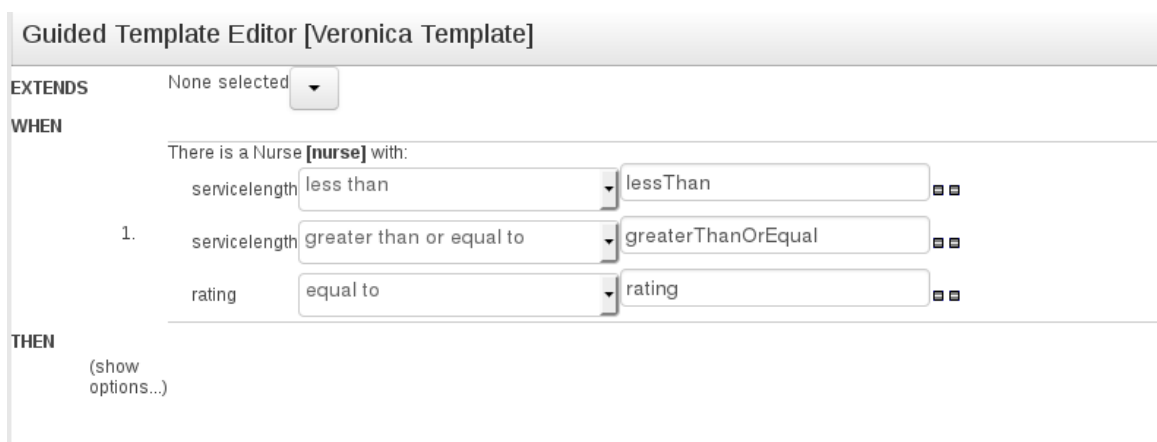 Guided Template Editor [Veronica Template]
EXTENDS None selected
WHEN
There is a Nurse [nurse] with:
servicelength less than lessThan
1. servicelength greater than or equal to greaterThanOrEqual
rating equal to rating
THEN
(show
options...)